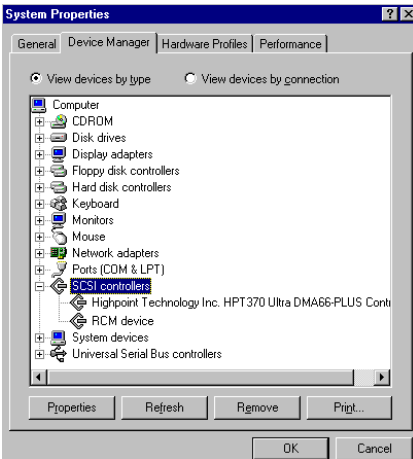 System Properties
General Device Manager Hardware Profiles Performance
View devices by type View devices by connection
Computer
CDROM
Disk drives
Display adapters
Floppy disk controllers
Hard disk controllers
Keyboard
Monitors
Mouse
Network adapters
Ports (COM & LPT)
SCSI controllers
Highpoint Technology Inc. HPT370 Ultra DMA66-PLUS Contr
RCM device
System devices
Universal Serial Bus controllers
Properties Refresh Remove Print...
OK Cancel